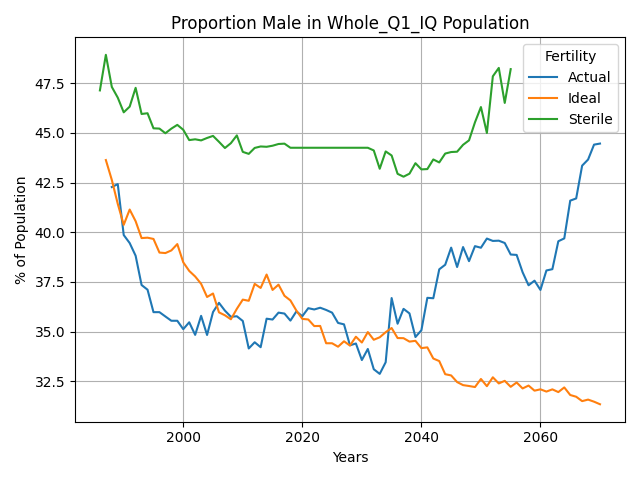 Proportion Male in Whole_Q1_IQ Population
Fertility
Actual
Ideal
Sterile
% of Population
47.5
45.0
42.5
40.0
37.5
35.0
32.5
2000
2020
2040
2060
Years